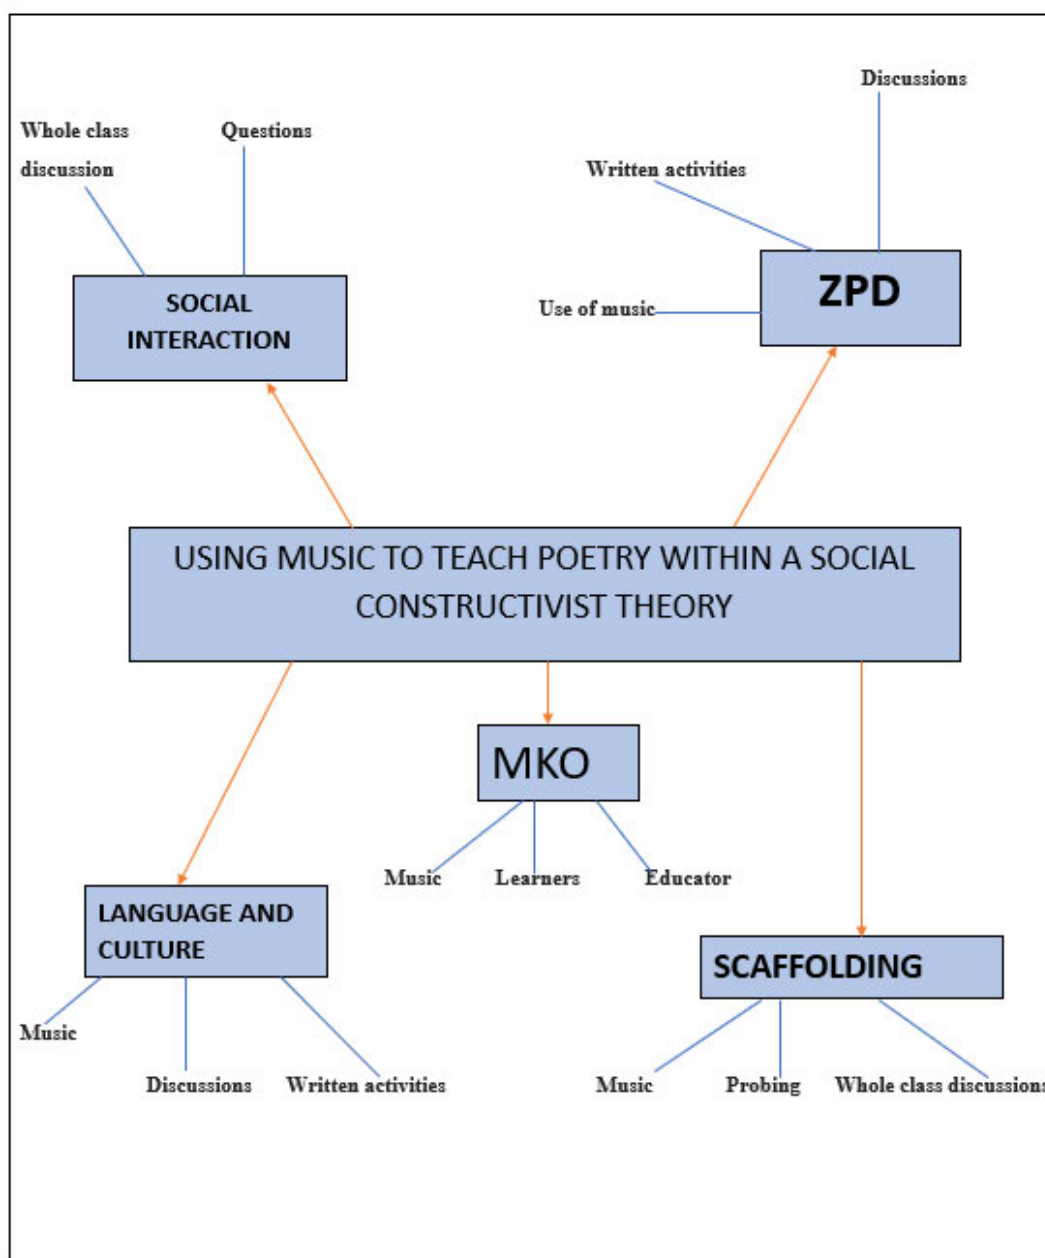 Discussions
Whole class
discussion
Questions
Written activities
ZPD
Use of music
SOCIAL
INTERACTION
USING MUSIC TO TEACH POETRY WITHIN A SOCIAL
CONSTRUCTIVIST THEORY
MKO
Music
Learners
Educator
LANGUAGE AND
CULTURE
SCAFFOLDING
Music
Discussions
Written activities
Music
Probing
Whole class discussions